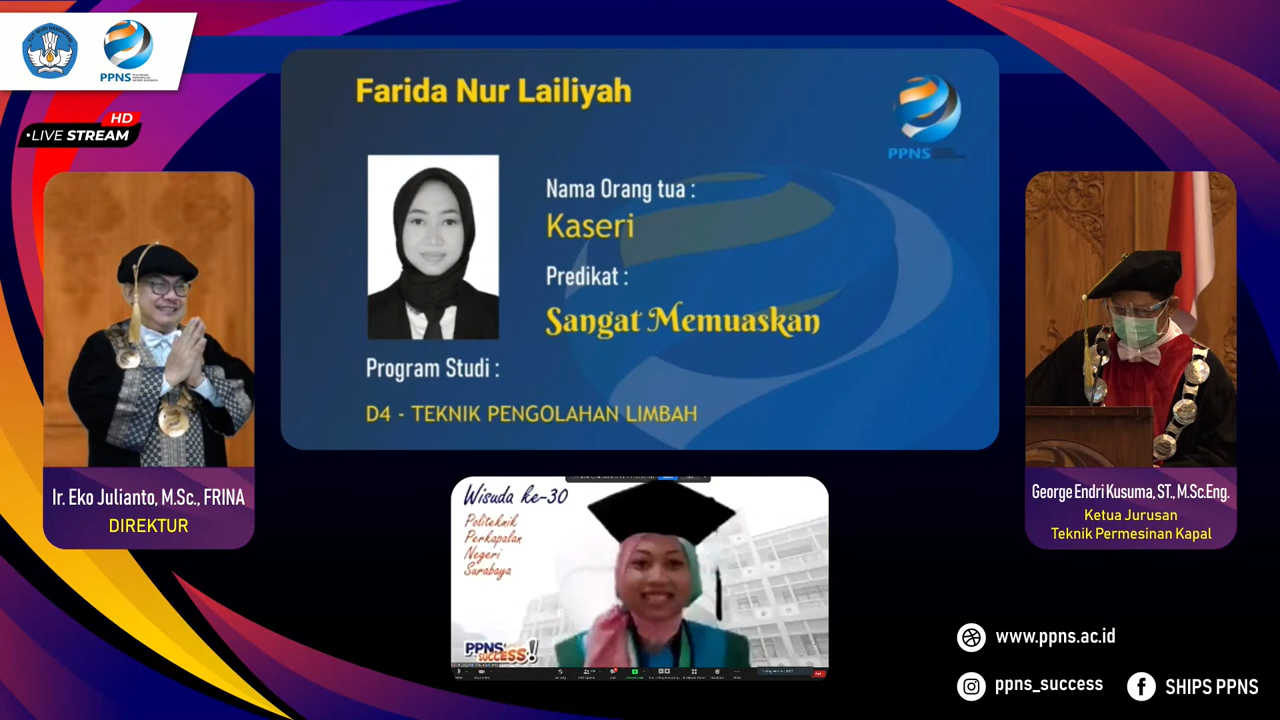 PPNS
HD
LIVE STREAM
Farida Nur Lailiyah
PPNS
Nama Orang tua :
Kaseri
Predikat :
Sangat Memuaskan
Program Studi :
D4 - TEKNIK PENGOLAHAN LIMBAH
Ir. Eko Julianto, M.Sc., FRINA
DIREKTUR
George Endri Kusuma, ST., M.Sc.Eng.
Ketua Jurusan
Teknik Permesinan Kapal
Wisuda ke-30
Politeknik
Perkapalan
Negeri
Surabaya
PPNS
SUCCESS!
www.ppns.ac.id
ppns_success
SHIPS PPNS